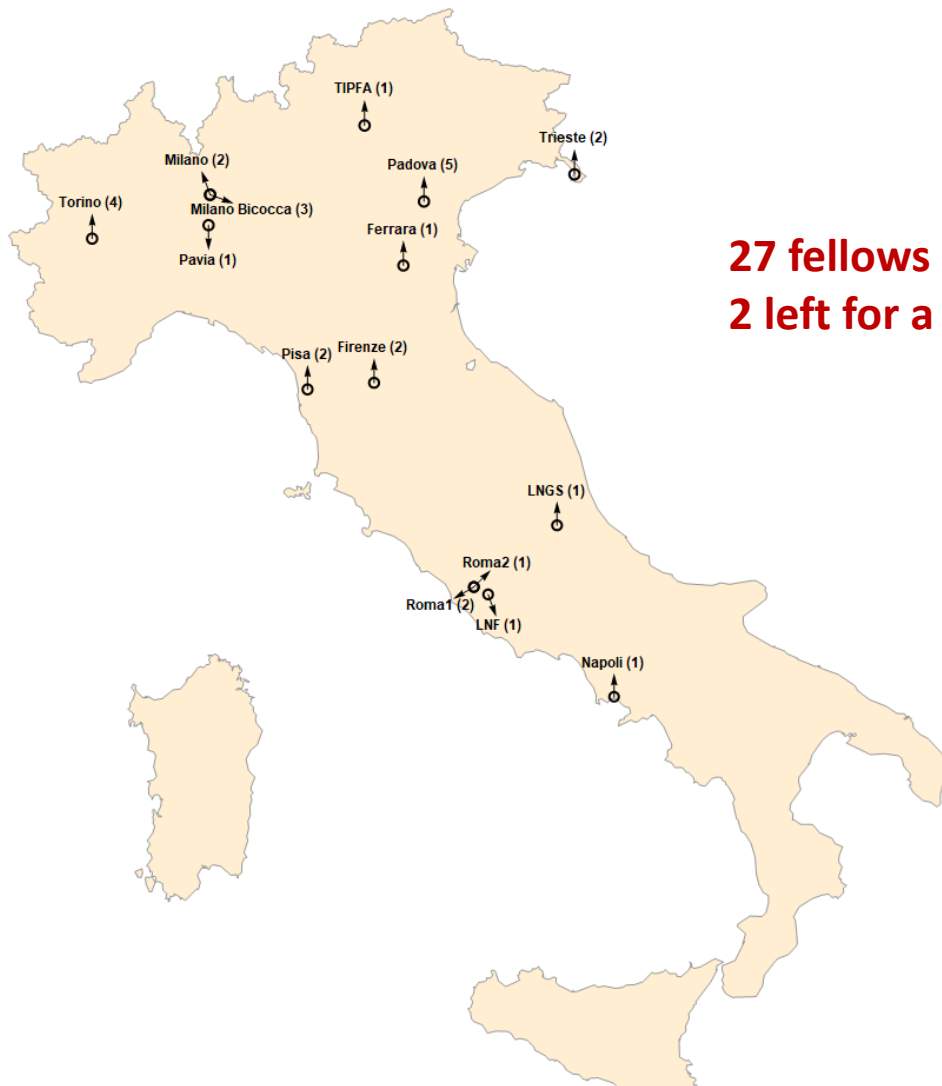 TIPFA (1)
Trieste (2)
Milano (2)
Padova (5)
Torino (4)
Milano Bicocca (3)
Ferrara (1)
Pavia (1)
27 fellows
2 left for a
Pisa (2)
Firenze (2)
LNGS (1)
Roma2 (1)
Roma1 (2)
LNF (1)
Napoli (1)